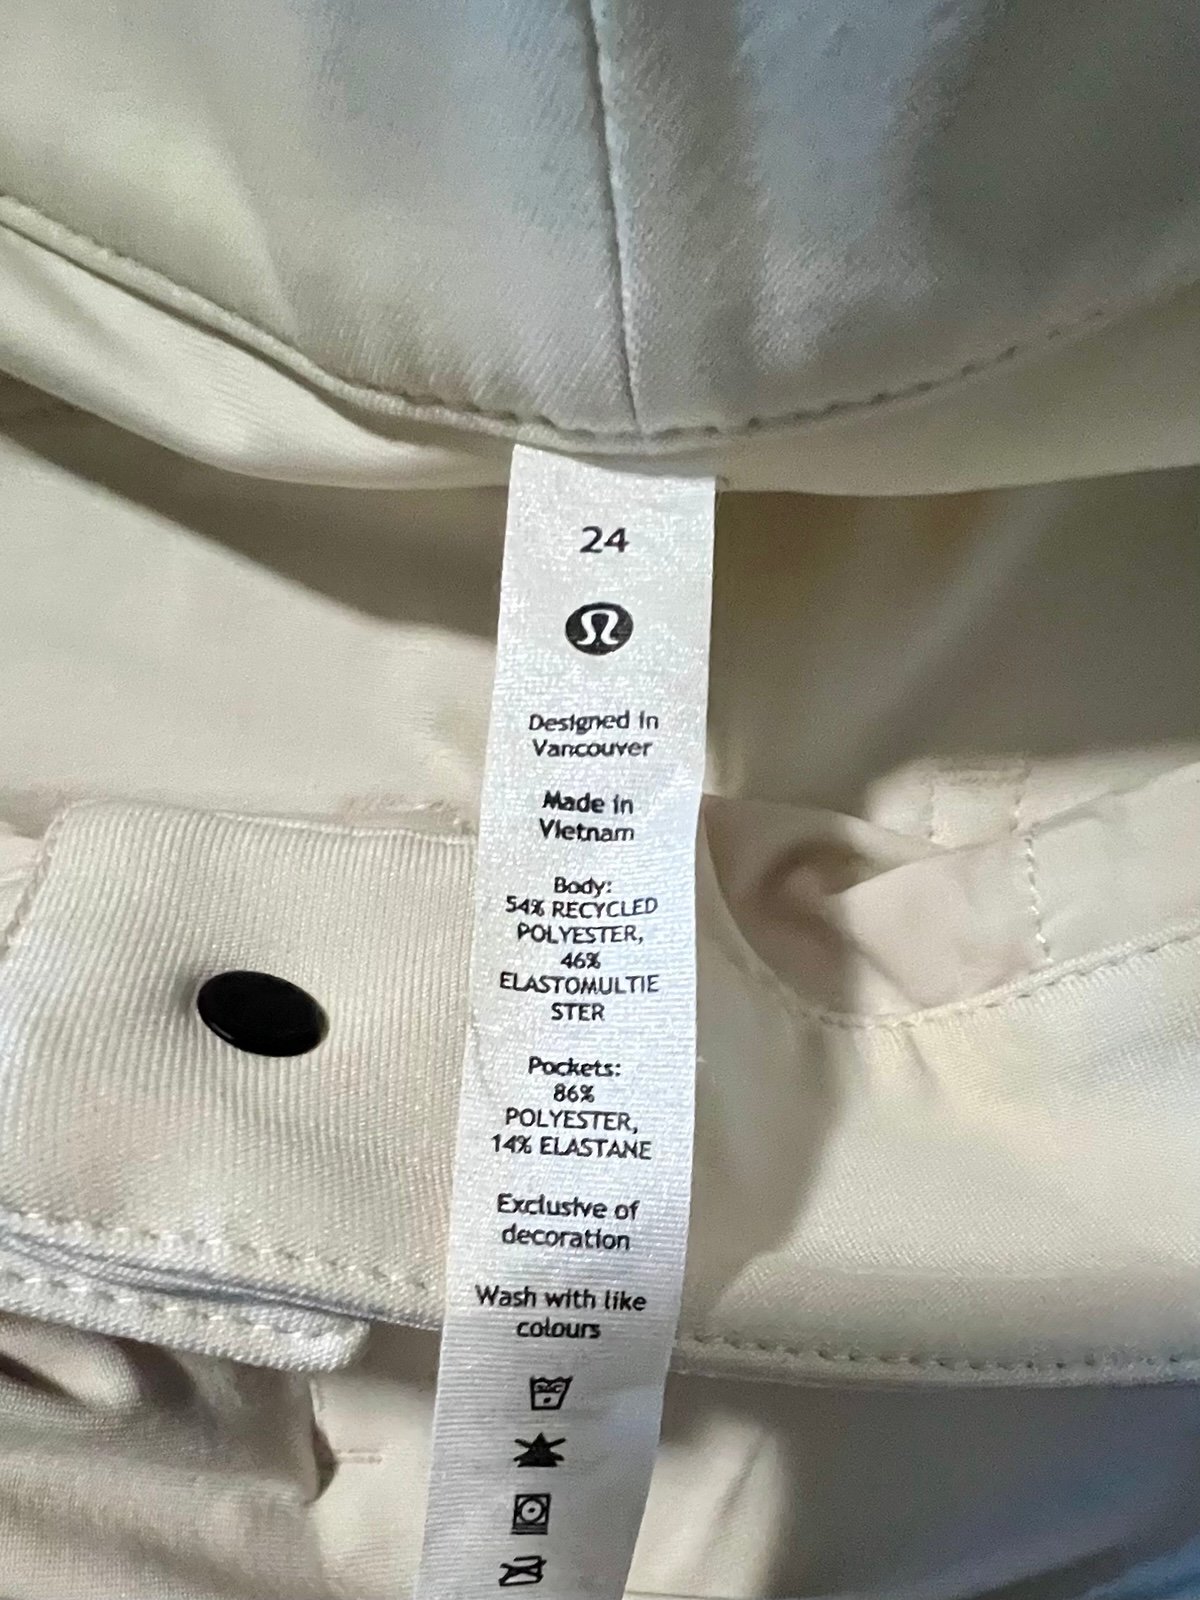 24
Designed in
Vancouver
Made in
Vietnam
Body:
54% RECYCLED
POLYESTER,
46%
ELASTOMULTIE
STER
Pockets:
86%
POLYESTER,
14% ELASTANE
Exclusive of
decoration
Wash with like
colours